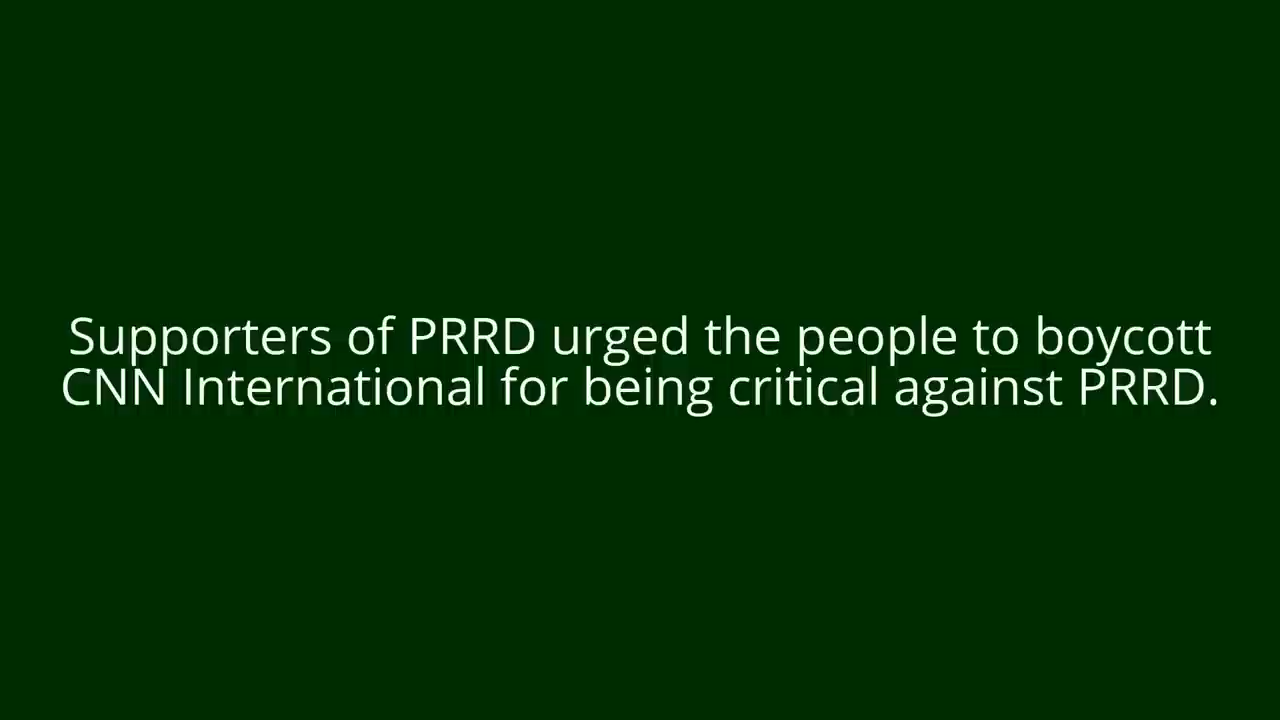 Supporters of PRRD urged the people to boycott
CNN International for being critical against PRRD.